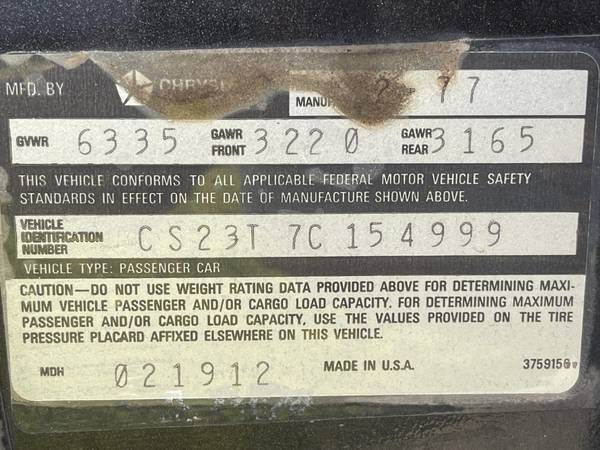 MFD. BY CHRYSL
MANUF 2-77
GVWR 6335 GAWR FRONT 3220 GAWR REAR 3165
THIS VEHICLE CONFORMS TO ALL APPLICABLE FEDERAL MOTOR VEHICLE SAFETY
STANDARDS IN EFFECT ON THE DATE OF MANUFACTURE SHOWN ABOVE.
VEHICLE IDENTIFICATION NUMBER CS23T 7C 154999
VEHICLE TYPE: PASSENGER CAR
CAUTION—DO NOT USE WEIGHT RATING DATA PROVIDED ABOVE FOR DETERMINING MAXI-
MUM VEHICLE PASSENGER AND/OR CARGO LOAD CAPACITY. FOR DETERMINING MAXIMUM
PASSENGER AND/OR CARGO LOAD CAPACITY, USE THE VALUES PROVIDED ON THE TIRE
PRESSURE PLACARD AFFIXED ELSEWHERE ON THIS VEHICLE.
MDH 021912 MADE IN U.S.A.